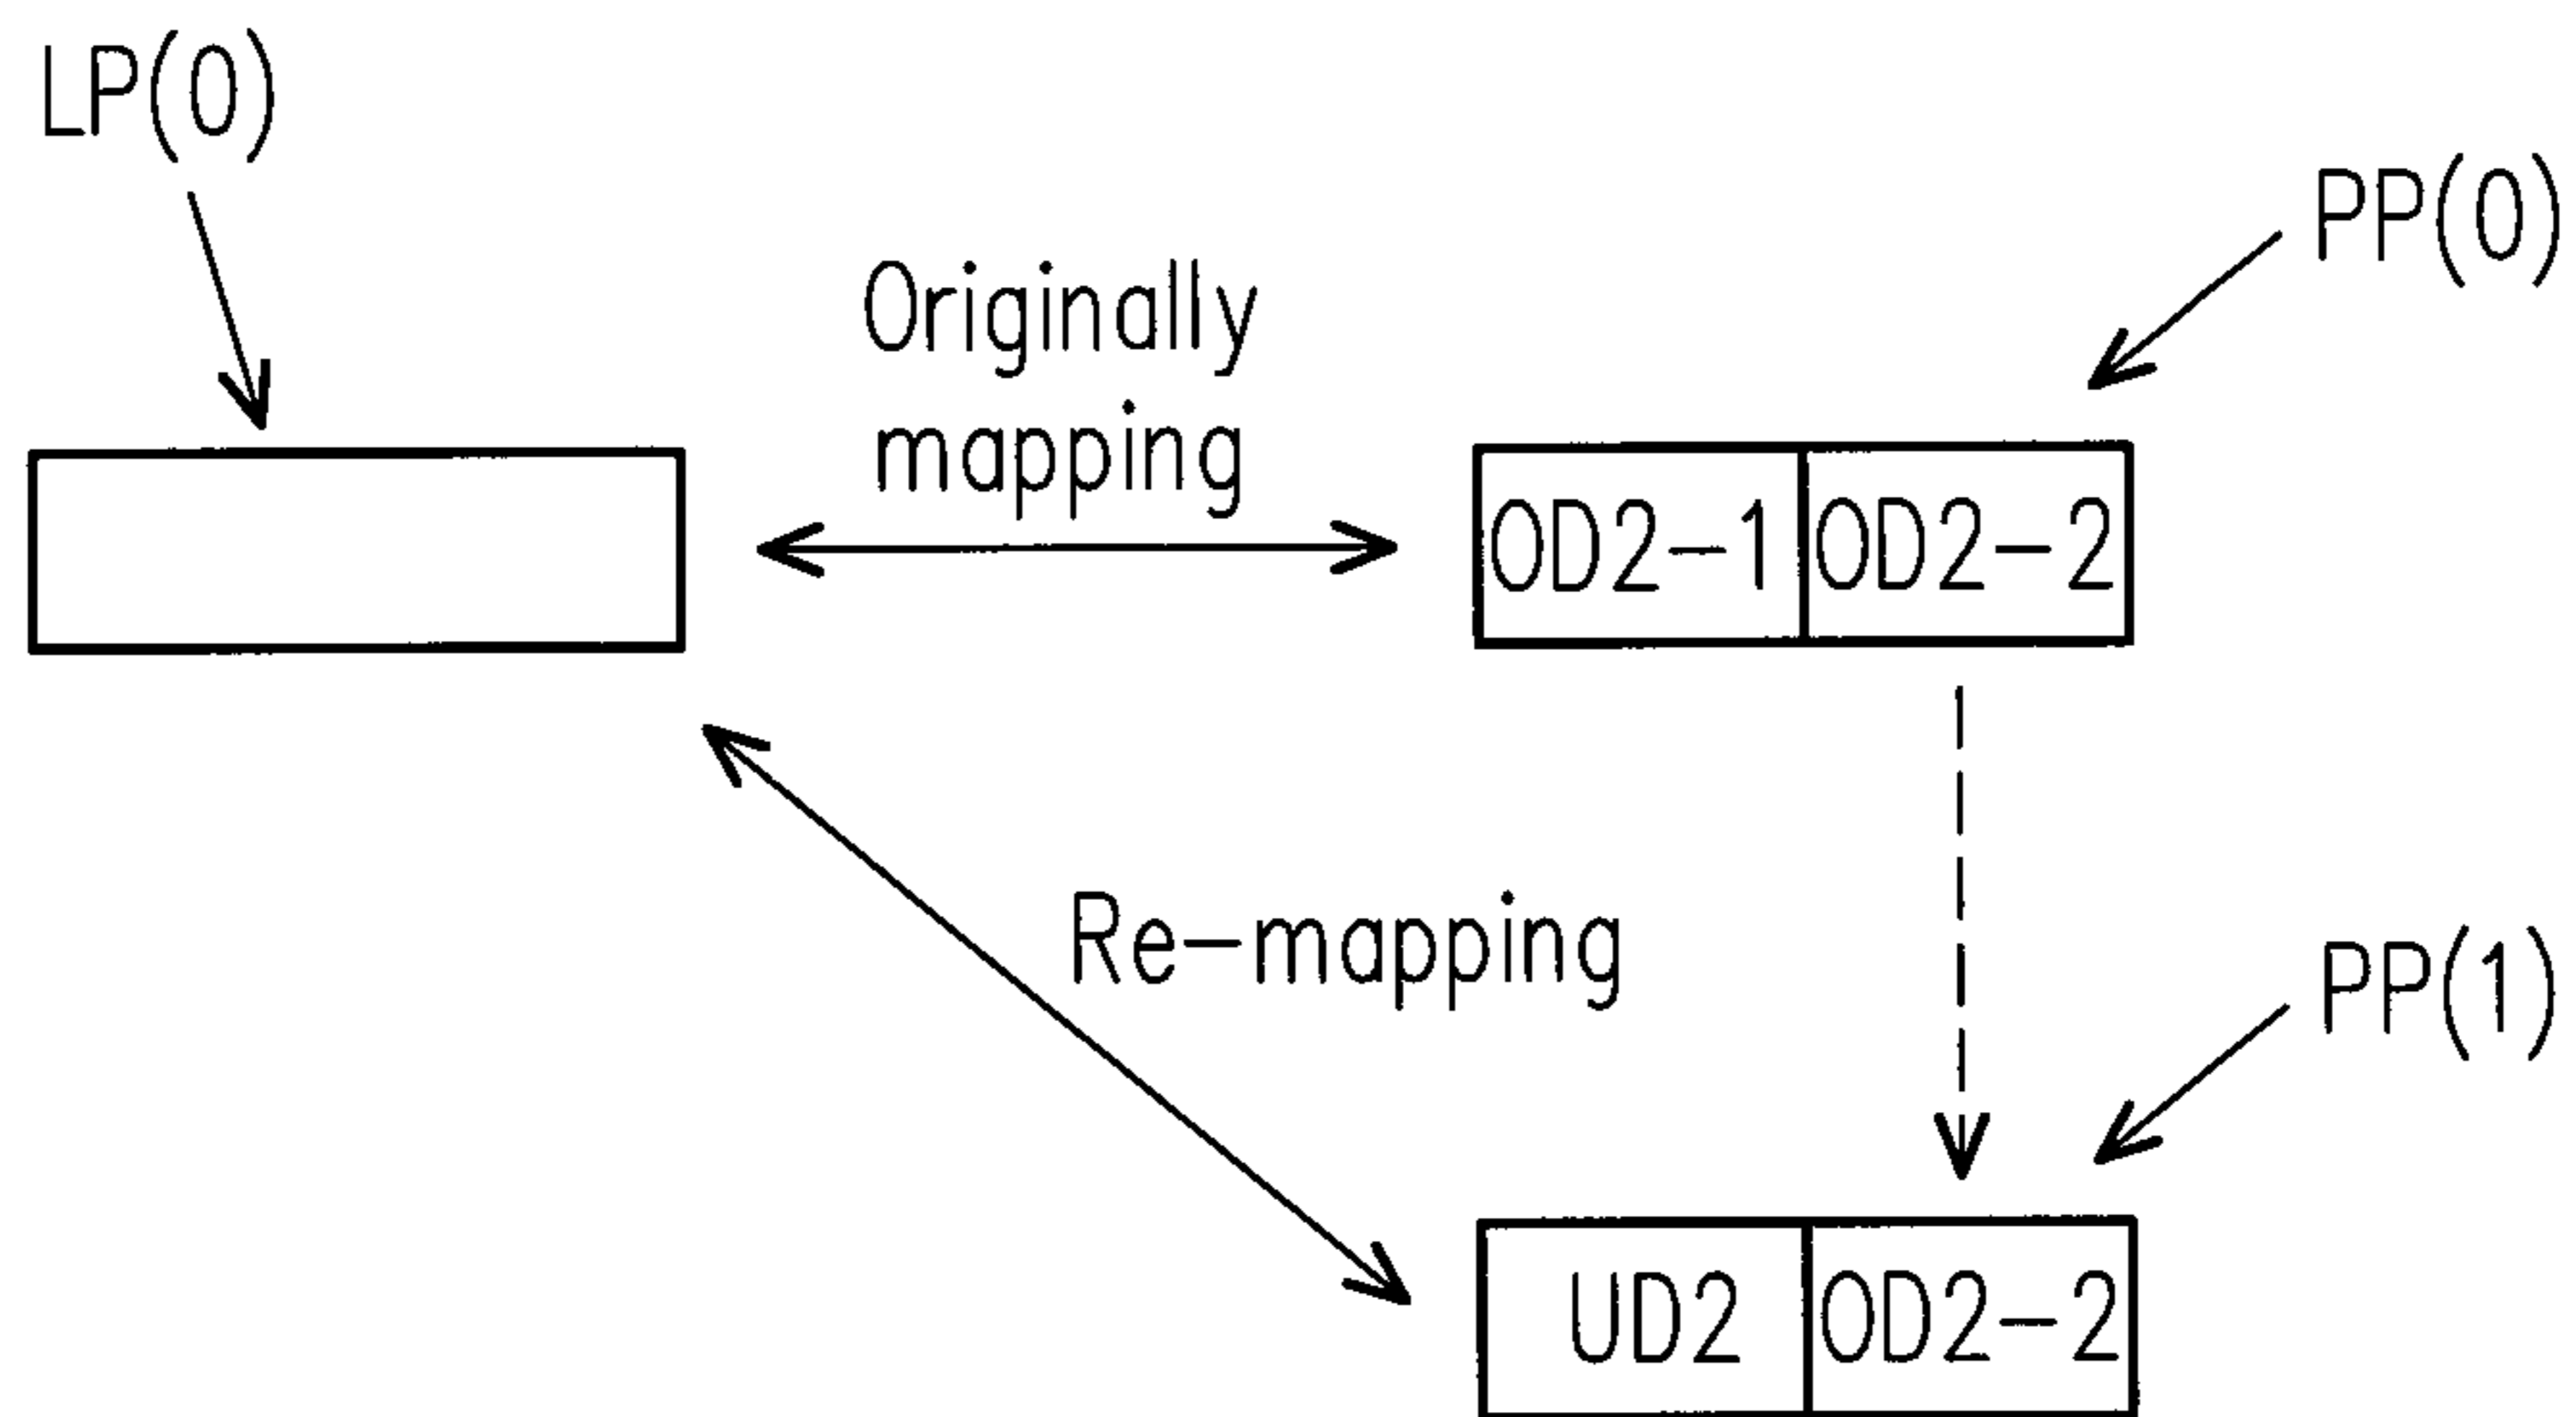 LP(0)
PP(0)
Originally
mapping
OD2-1 OD2-2
Re-mapping
PP(1)
UD2 OD2-2